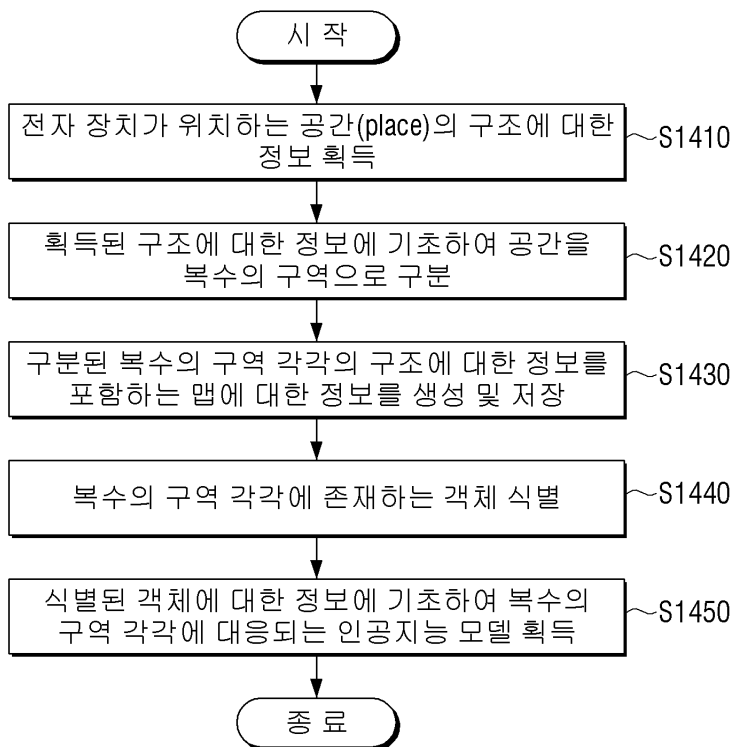 시 작
전자 장치가 위치하는 공간(place)의 구조에 대한
정보 획득
S1410
획득된 구조에 대한 정보에 기초하여 공간을
복수의 구역으로 구분
S1420
구분된 복수의 구역 각각의 구조에 대한 정보를
포함하는 맵에 대한 정보를 생성 및 저장
S1430
복수의 구역 각각에 존재하는 객체 식별
S1440
식별된 객체에 대한 정보에 기초하여 복수의
구역 각각에 대응되는 인공지능 모델 획득
S1450
종 료